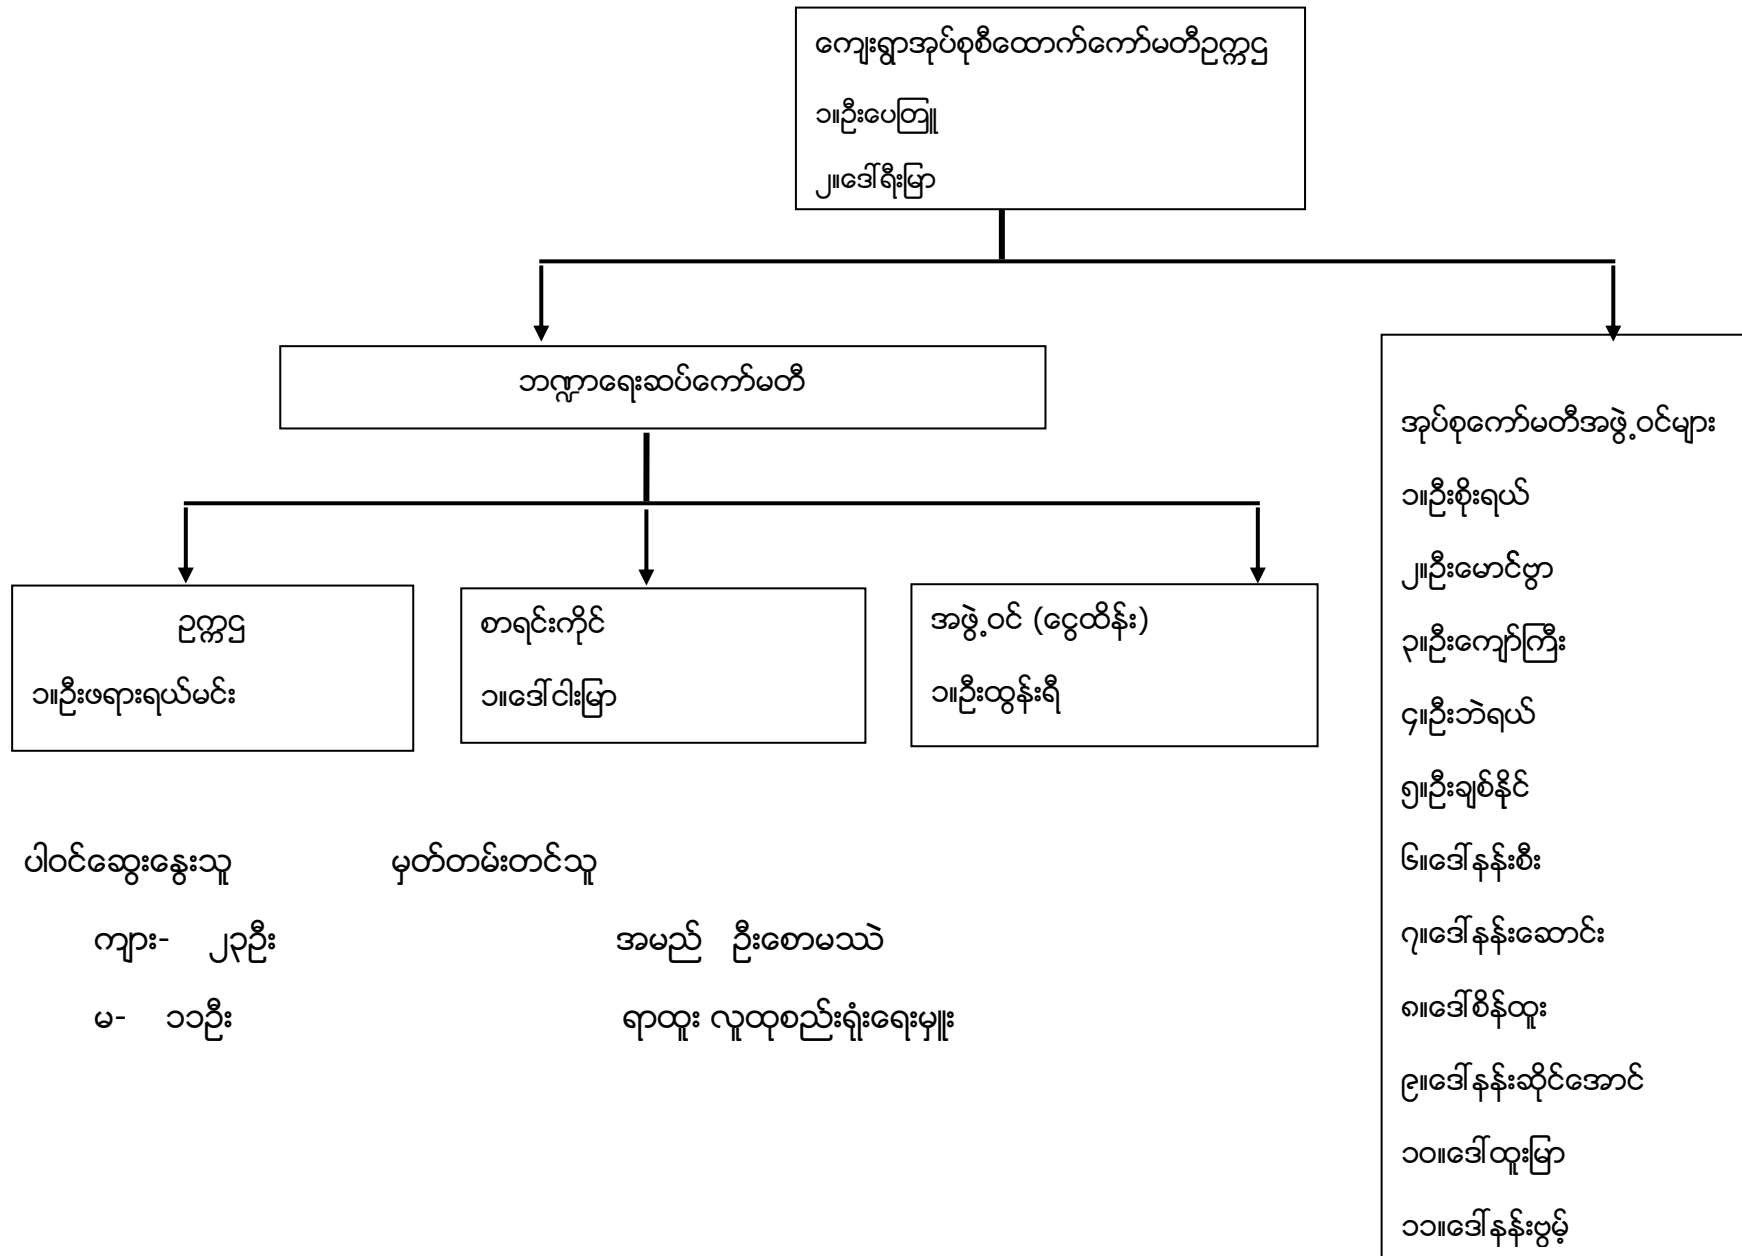 ကျေးရွာအုပ်စုစီထောက်ကော်မတီဥက္ကဌ
၁။ဦးပေတြူ
၂။ဒေါ်ရီးမြာ
ဘဏ္ဍာရေးဆပ်ကော်မတီ
ဥက္ကဌ
၁။ဦးဖရားရယ်မင်း
စာရင်းကိုင်
၁။ဒေါ်ငါးမြာ
အဖွဲ့ဝင် (ငွေထိန်း)
၁။ဦးထွန်းရီ
အုပ်စုကော်မတီအဖွဲ့ဝင်များ
၁။ဦးစိုးရယ်
၂။ဦးမောင်ဗွာ
၃။ဦးကျော်ကြီး
၄။ဦးဘဲရယ်
၅။ဦးချစ်နိုင်
၆။ဒေါ်နန်းစီး
၇။ဒေါ်နန်းဆောင်း
၈။ဒေါ်စိန်ထူး
၉။ဒေါ်နန်းဆိုင်အောင်
၁၀။ဒေါ်ထူးမြာ
၁၁။ဒေါ်နန်းဗွမ့်
ပါဝင်ဆွေးနွေးသူ မှတ်တမ်းတင်သူ
ကျား- ၂၃ဦး အမည် ဦးစောမဿဲ
မ- ၁၁ဦး ရာထူး လူထုစည်းရုံးရေးမှူး